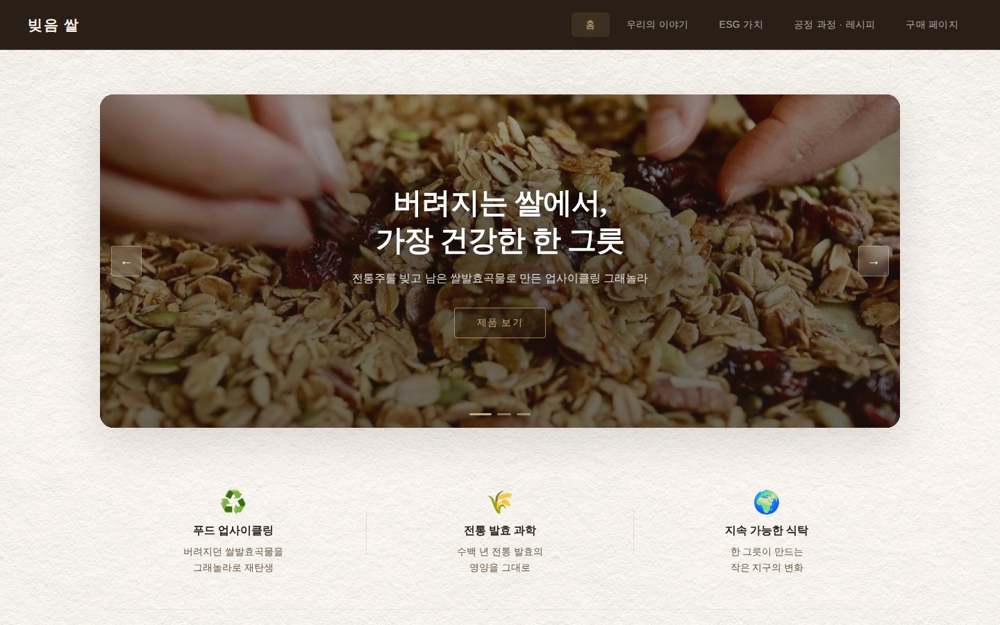 빚음 쌀
홈
우리의 이야기
ESG 가치
공정 과정 · 레시피
구매 페이지
버려지는 쌀에서,
가장 건강한 한 그릇
전통주를 빚고 남은 쌀발효곡물로 만든 업사이클링 그래놀라
←
→
제품 보기
푸드 업사이클링
버려지던 쌀발효곡물을
그래놀라로 재탄생
전통 발효 과학
수백 년 전통 발효의
영양을 그대로
지속 가능한 식탁
한 그릇이 만드는
작은 지구의 변화